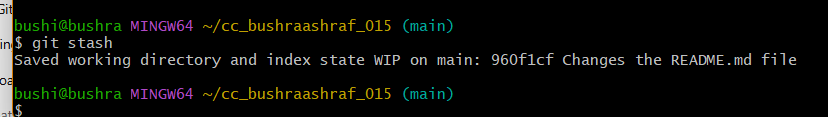 Git
bushi@bushra MINGW64 ~/cc_bushraashraf_015 (main)
$ git stash
Saved working directory and index state WIP on main: 960f1cf Changes the README.md file
bushi@bushra MINGW64 ~/cc_bushraashraf_015 (main)
$